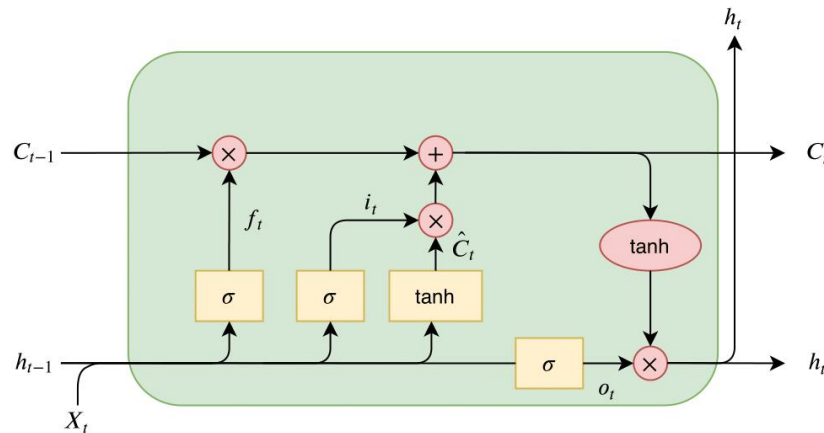 h_t
C_{t-1} × + C_t
f_t i_t × Ĉ_t tanh
σ σ tanh
h_{t-1} σ o_t × h_t
X_t